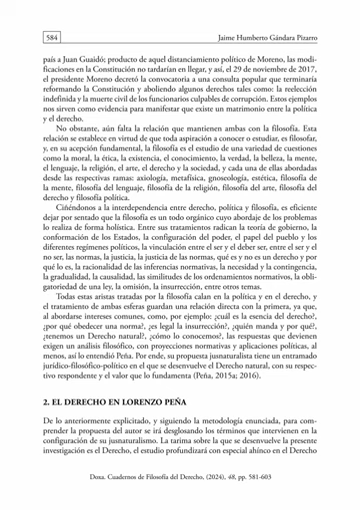 584
Jaime Humberto Gándara Pizarro
país a Juan Guaidó; producto de aquel distanciamiento político de Moreno, las modi-
ficaciones en la Constitución no tardarían en llegar, y así, el 29 de noviembre de 2017,
el presidente Moreno decretó la convocatoria a una consulta popular que terminaría
reformando la Constitución y aboliendo algunos derechos tales como: la reelección
indefinida y la muerte civil de los funcionarios culpables de corrupción. Estos ejemplos
nos sirven como evidencia para manifestar que existe un matrimonio entre la política
y el derecho.
No obstante, aún falta la relación que mantienen ambas con la filosofía. Esta
relación se establece en virtud de que toda aspiración a conocer o estudiar, es filosofar,
y, en su acepción fundamental, la filosofía es el estudio de una variedad de cuestiones
como la moral, la ética, la existencia, el conocimiento, la verdad, la belleza, la mente,
el lenguaje, la religión, el arte, el derecho y la sociedad, y cada una de ellas abordadas
desde las respectivas ramas: axiología, metafísica, gnoseología, estética, filosofía de
la mente, filosofía del lenguaje, filosofía de la religión, filosofía del arte, filosofía del
derecho y filosofía política.
Ciñéndonos a la interdependencia entre derecho, política y filosofía, es eficiente
dejar por sentado que la filosofía es un todo orgánico cuyo abordaje de los problemas
lo realiza de forma holística. Entre sus tratamientos radican la teoría de gobierno, la
conformación de los Estados, la configuración del poder, el papel del pueblo y los
diferentes regímenes políticos, la vinculación entre el ser y el deber ser, entre el ser y el
no ser, las normas, la justicia, la justicia de las normas, qué es y no es un derecho y por
qué lo es, la racionalidad de las inferencias normativas, la necesidad y la contingencia,
la gradualidad, la causalidad, las similitudes de los ordenamientos normativos, la obli-
gatoriedad de una ley, la omisión, la insurrección, entre otros temas.
Todas estas aristas tratadas por la filosofía calan en la política y en el derecho, y
el tratamiento de ambas esferas guardan una relación directa con la primera, ya que,
al abordarse intereses comunes, como, por ejemplo: ¿cuál es la esencia del derecho?,
¿por qué obedecer una norma?, ¿es legal la insurrección?, ¿quién manda y por qué?,
¿tenemos un Derecho natural?, ¿cómo lo conocemos?, las respuestas que devienen
exigen un análisis filosófico, con proyecciones normativas y aplicaciones políticas, al
menos, así lo entendió Peña. Por ende, su propuesta jusnaturalista tiene un entramado
jurídico-filosófico-político en el que se desenvuelve el Derecho natural, con su respec-
tivo respondente y el valor que lo fundamenta (Peña, 2015a; 2016).
2. EL DERECHO EN LORENZO PEÑA
De lo anteriormente explicitado, y siguiendo la metodología enunciada, para com-
prender la propuesta del autor se irá desglosando los términos que intervienen en la
configuración de su jusnaturalismo. La tarima sobre la que se desenvuelve la presente
investigación es el Derecho, el estudio profundizará con especial ahínco en el Derecho
Doxa. Cuadernos de Filosofía del Derecho, (2024), 48, pp. 581-603